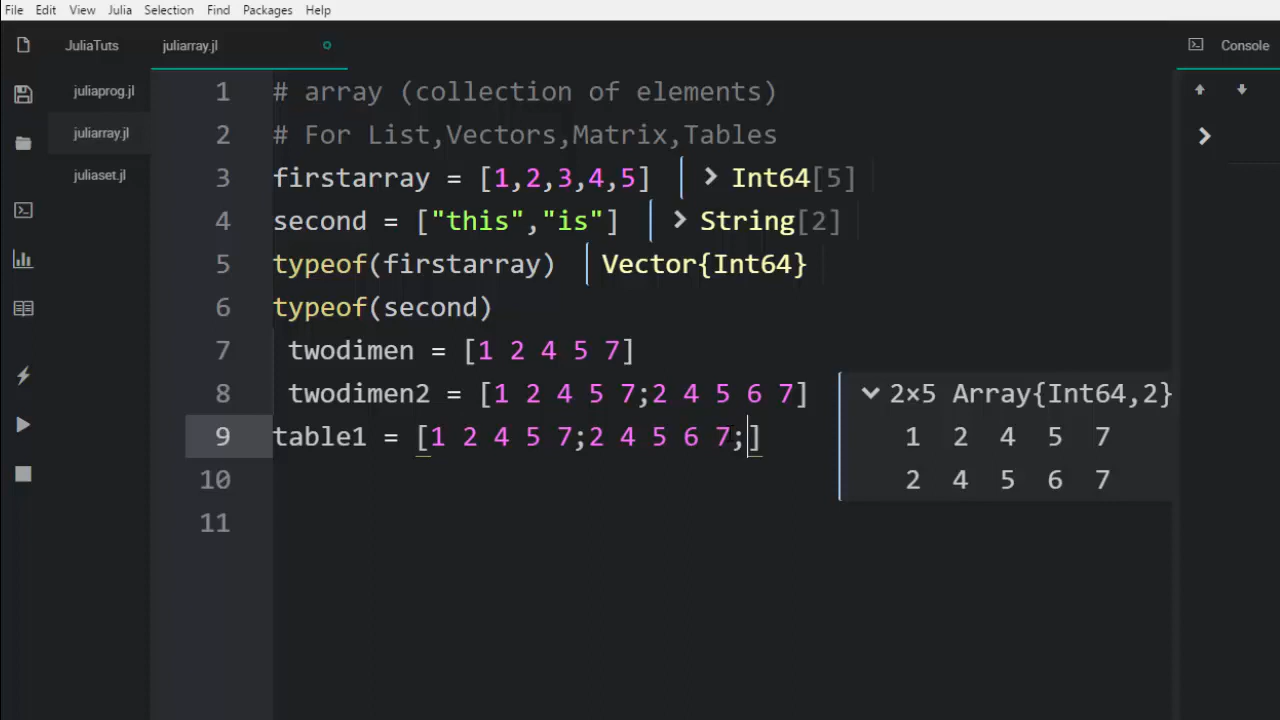 File Edit View Julia Selection Find Packages Help
JuliaTuts
juliarray.jl
Console
juliaprog.jl
juliarray.jl
juliaset.jl
1 # array (collection of elements)
2 # For List,Vectors,Matrix,Tables
3 firstarray = [1,2,3,4,5] > Int64[5]
4 second = ["this","is"] > String[2]
5 typeof(firstarray) Vector{Int64}
6 typeof(second)
7 twodimen = [1 2 4 5 7]
8 twodimen2 = [1 2 4 5 7;2 4 5 6 7] 2×5 Array{Int64,2}
1 2 4 5 7
2 4 5 6 7
9 table1 = [1 2 4 5 7;2 4 5 6 7;]
10
11